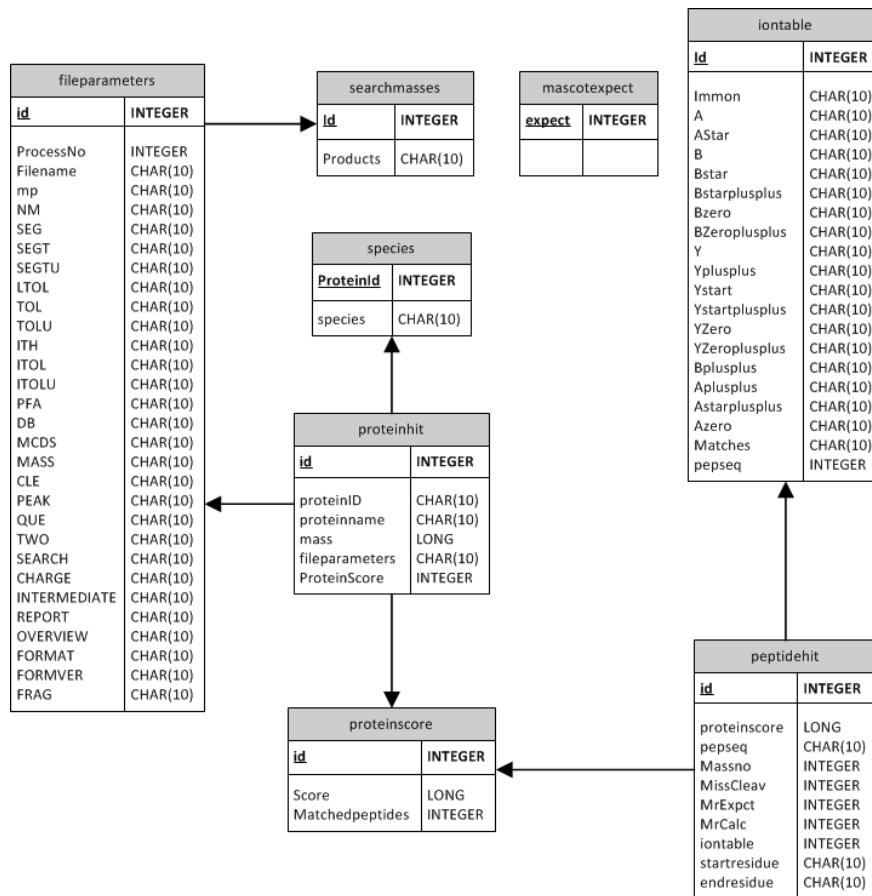 fileparameters
id INTEGER
ProcessNo INTEGER
Filename CHAR(10)
mp CHAR(10)
NM CHAR(10)
SEG CHAR(10)
SEGT CHAR(10)
SEGTU CHAR(10)
LTOL CHAR(10)
TOL CHAR(10)
TOLU CHAR(10)
ITH CHAR(10)
ITOL CHAR(10)
ITOLU CHAR(10)
PFA CHAR(10)
DB CHAR(10)
MCDS CHAR(10)
MASS CHAR(10)
CLE CHAR(10)
PEAK CHAR(10)
QUE CHAR(10)
TWO CHAR(10)
SEARCH CHAR(10)
CHARGE CHAR(10)
INTERMEDIATE CHAR(10)
REPORT CHAR(10)
OVERVIEW CHAR(10)
FORMAT CHAR(10)
FORMVER CHAR(10)
FRAG CHAR(10)
searchmasses
Id INTEGER
Products CHAR(10)
mascotexpect
expect INTEGER
species
ProteinId INTEGER
species CHAR(10)
proteinhit
id INTEGER
proteinID CHAR(10)
proteinname CHAR(10)
mass LONG
fileparameters CHAR(10)
ProteinScore INTEGER
proteinscore
id INTEGER
Score LONG
Matchedpeptides INTEGER
iontable
Id INTEGER
Immon CHAR(10)
A CHAR(10)
AStar CHAR(10)
B CHAR(10)
Bstar CHAR(10)
Bstarplusplus CHAR(10)
Bzero CHAR(10)
BZeroplusplus CHAR(10)
Y CHAR(10)
Yplusplus CHAR(10)
Ystart CHAR(10)
Ystartplusplus CHAR(10)
YZero CHAR(10)
YZeroplusplus CHAR(10)
Bplusplus CHAR(10)
Aplusplus CHAR(10)
Astarplusplus CHAR(10)
Azero CHAR(10)
Matches CHAR(10)
pepseq INTEGER
peptidehit
id INTEGER
proteinscore LONG
pepseq CHAR(10)
Massno INTEGER
MissCleav INTEGER
MrExpct INTEGER
MrCalc INTEGER
iontable INTEGER
startresidue CHAR(10)
endresidue CHAR(10)